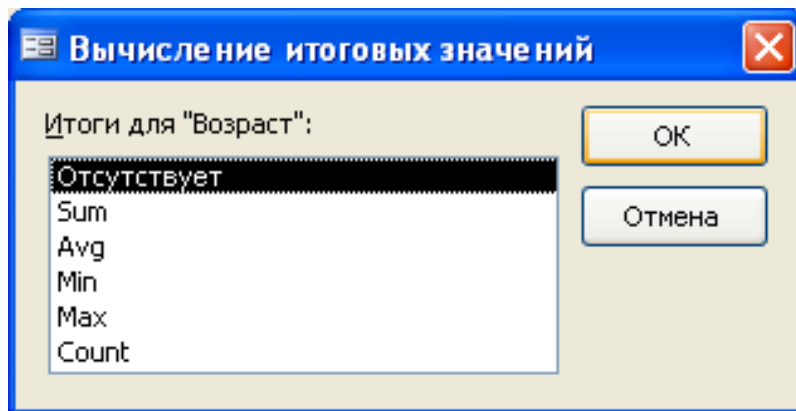 Вычисление итоговых значений
Итоги для "Возраст":
OK
Отсутствует
Sum
Отмена
Avg
Min
Max
Count